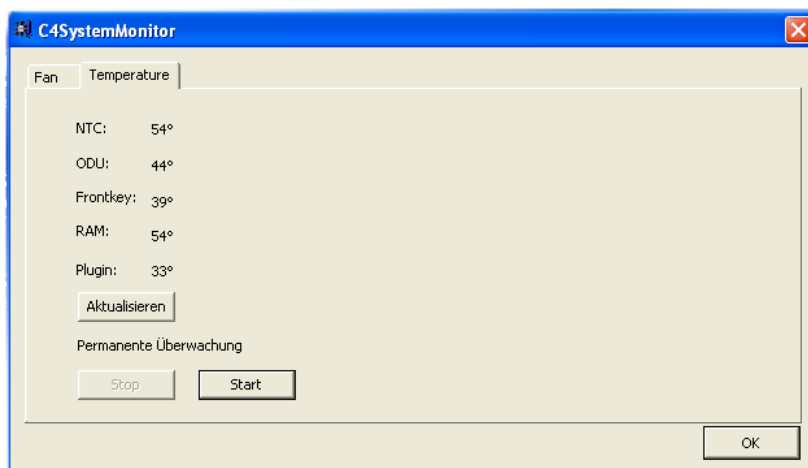 C4SystemMonitor
Fan Temperature
NTC: 54°
ODU: 44°
Frontkey: 39°
RAM: 54°
Plugin: 33°
Aktualisieren
Permanente Überwachung
Stop Start
OK